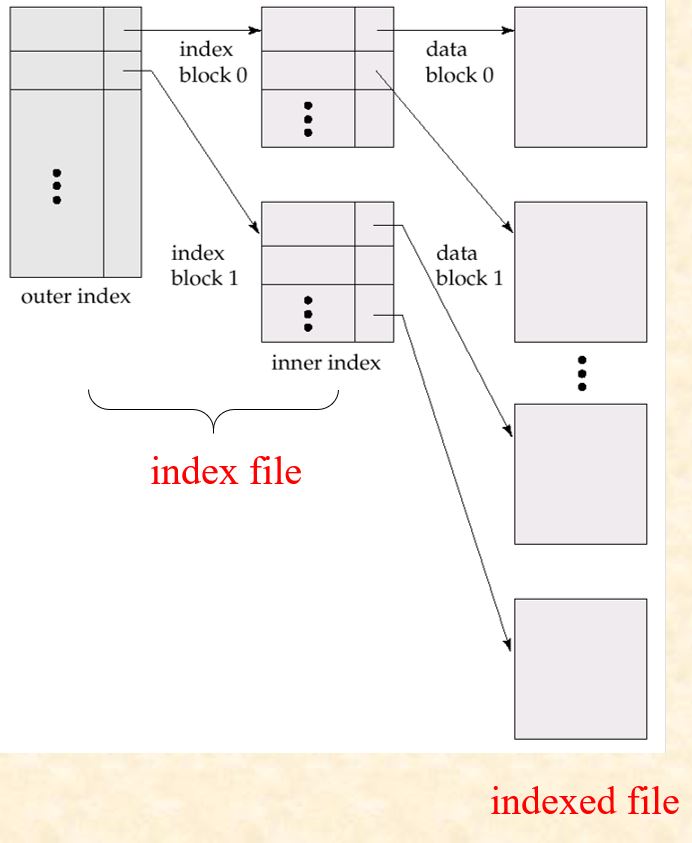 index
block 0
data
block 0
index
block 1
data
block 1
outer index
inner index
index file
indexed file